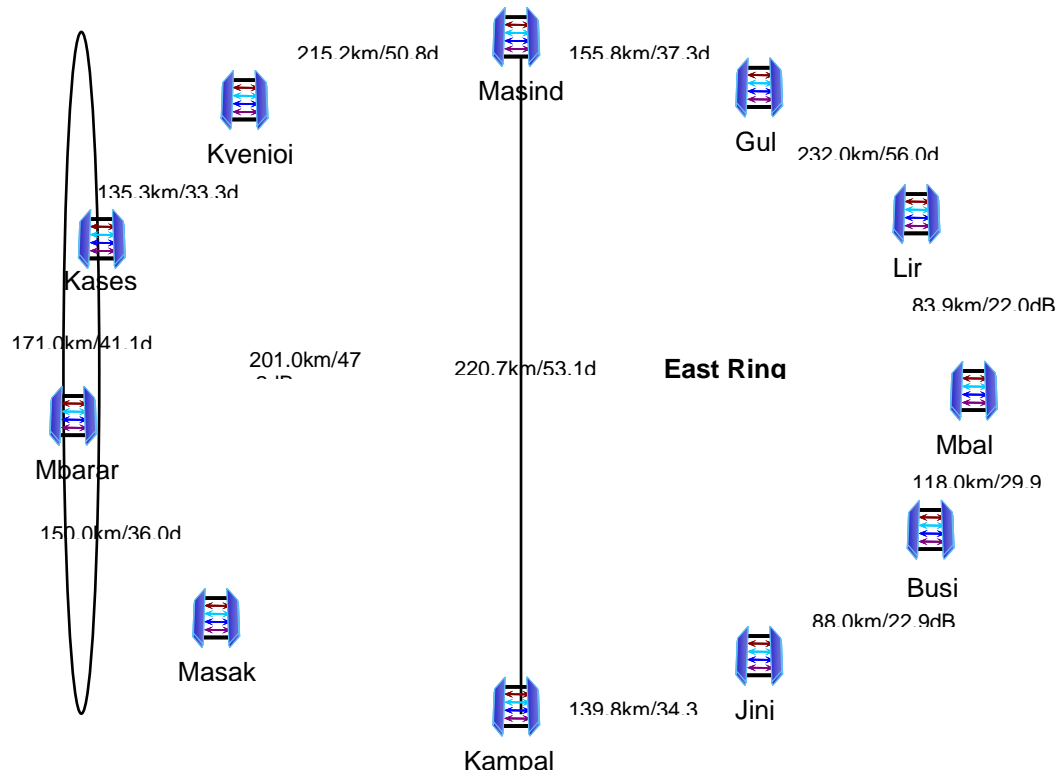 215.2km/50.8d
155.8km/37.3d
Masind
Kyenjoj
Gul
232.0km/56.0d
135.3km/33.3d
Lir
Kases
83.9km/22.0dB
171.0km/41.1d
201.0km/47
220.7km/53.1d
East Ring
Mbal
Mbarar
118.0km/29.9
150.0km/36.0d
Busi
88.0km/22.9dB
Masak
139.8km/34.3
Jini
Kampal